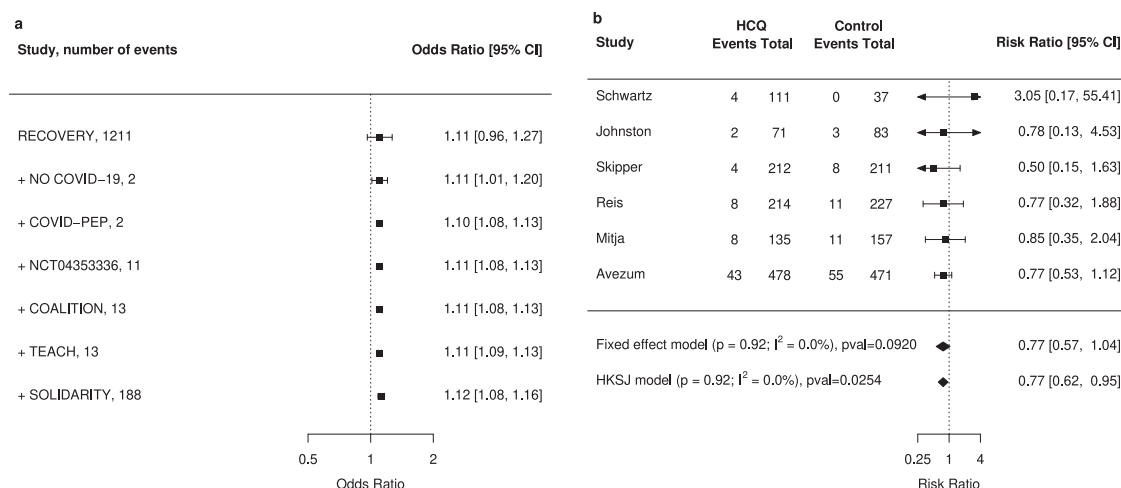 a
Study, number of events Odds Ratio [95% CI]
RECOVERY, 1211 1.11 [0.96, 1.27]
+ NO COVID−19, 2 1.11 [1.01, 1.20]
+ COVID−PEP, 2 1.10 [1.08, 1.13]
+ NCT04353336, 11 1.11 [1.08, 1.13]
+ COALITION, 13 1.11 [1.08, 1.13]
+ TEACH, 13 1.11 [1.09, 1.13]
+ SOLIDARITY, 188 1.12 [1.08, 1.16]
0.5 1 2
Odds Ratio
b
HCQ Control
Study Events Total Events Total Risk Ratio [95% CI]
Schwartz 4 111 0 37 3.05 [0.17, 55.41]
Johnston 2 71 3 83 0.78 [0.13, 4.53]
Skipper 4 212 8 211 0.50 [0.15, 1.63]
Reis 8 214 11 227 0.77 [0.32, 1.88]
Mitja 8 135 11 157 0.85 [0.35, 2.04]
Avezum 43 478 55 471 0.77 [0.53, 1.12]
Fixed effect model (p = 0.92; I² = 0.0%), pval=0.0920 0.77 [0.57, 1.04]
HKSJ model (p = 0.92; I² = 0.0%), pval=0.0254 0.77 [0.62, 0.95]
0.25 1 4
Risk Ratio